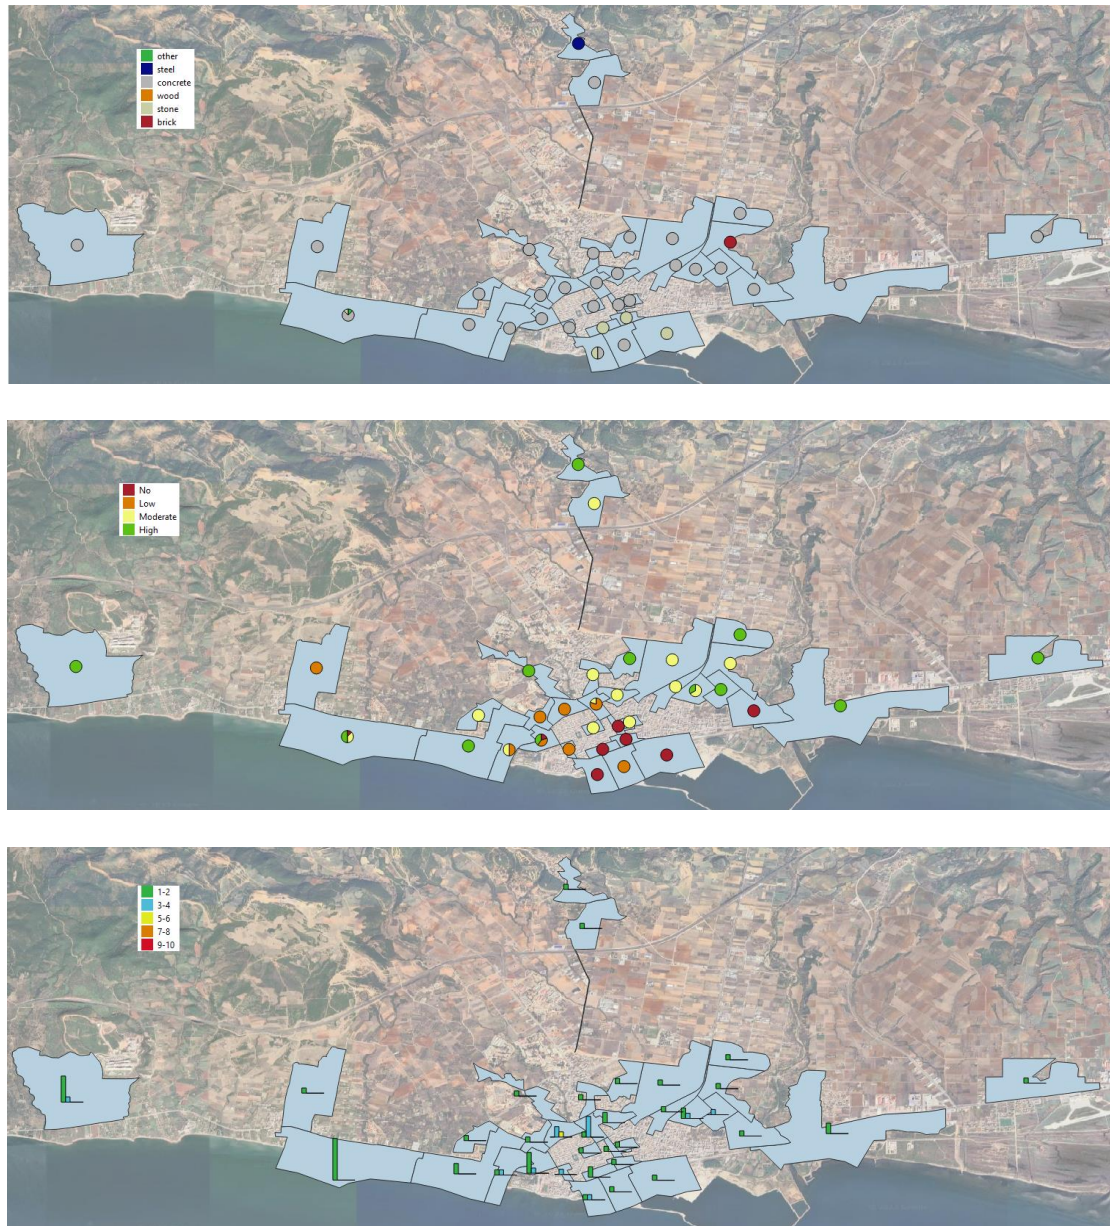 other
steel
concrete
wood
stone
brick
No
Low
Moderate
High
1-2
3-4
5-6
7-8
9-10